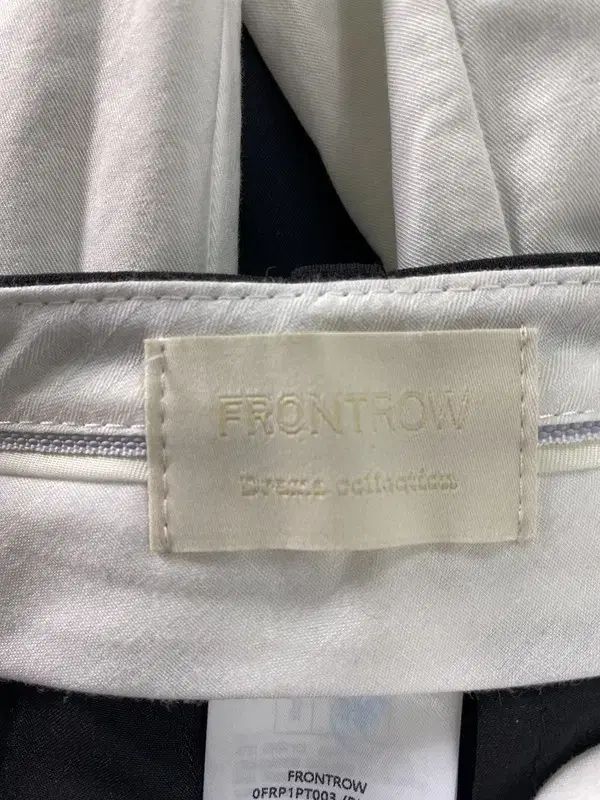 FRONTROW
Drama collection
FRONTROW
0FRP1PT003